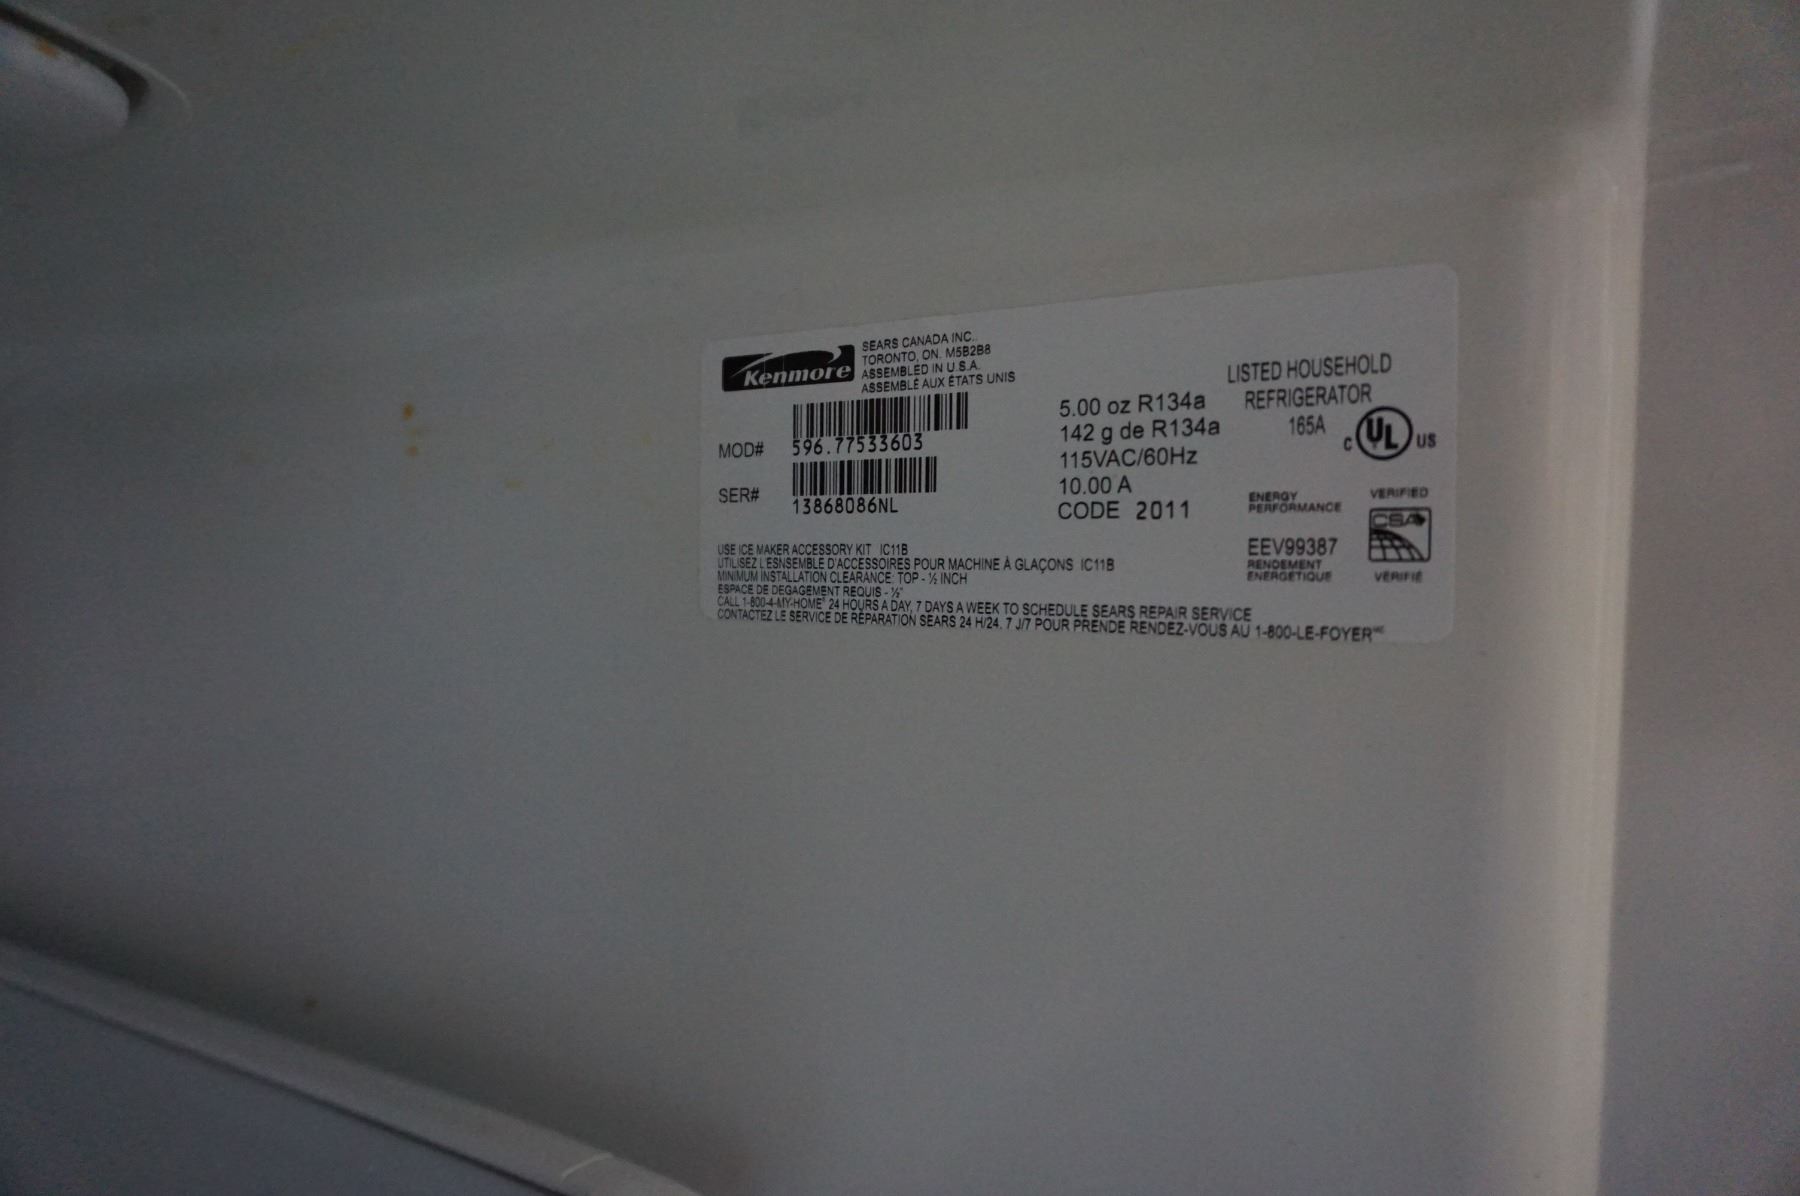 Kenmore
SEARS CANADA INC..
TORONTO, ON. M5B2B8
ASSEMBLED IN U.S.A.
ASSEMBLÉ AUX ÉTATS UNIS
MOD# 596.77533603
SER# 13868086NL
5.00 oz R134a
142 g de R134a
115VAC/60Hz
10.00 A
CODE 2011
LISTED HOUSEHOLD
REFRIGERATOR
165A
C UL US
ENERGY
PERFORMANCE
EEV99387
RENDEMENT
ENERGETIQUE
VERIFIED
CSA
VERIFIÉ
USE ICE MAKER ACCESSORY KIT IC11B
UTILISEZ L'ESNSEMBLE D'ACCESSOIRES POUR MACHINE À GLAÇONS IC11B
MINIMUM INSTALLATION CLEARANCE: TOP - ½ INCH
ESPACE DE DEGAGEMENT REQUIS - ½"
CALL 1-800-4-MY-HOME® 24 HOURS A DAY, 7 DAYS A WEEK TO SCHEDULE SEARS REPAIR SERVICE
CONTACTEZ LE SERVICE DE RÉPARATION SEARS 24 H/24. 7 J/7 POUR PRENDE RENDEZ-VOUS AU 1-800-LE-FOYER